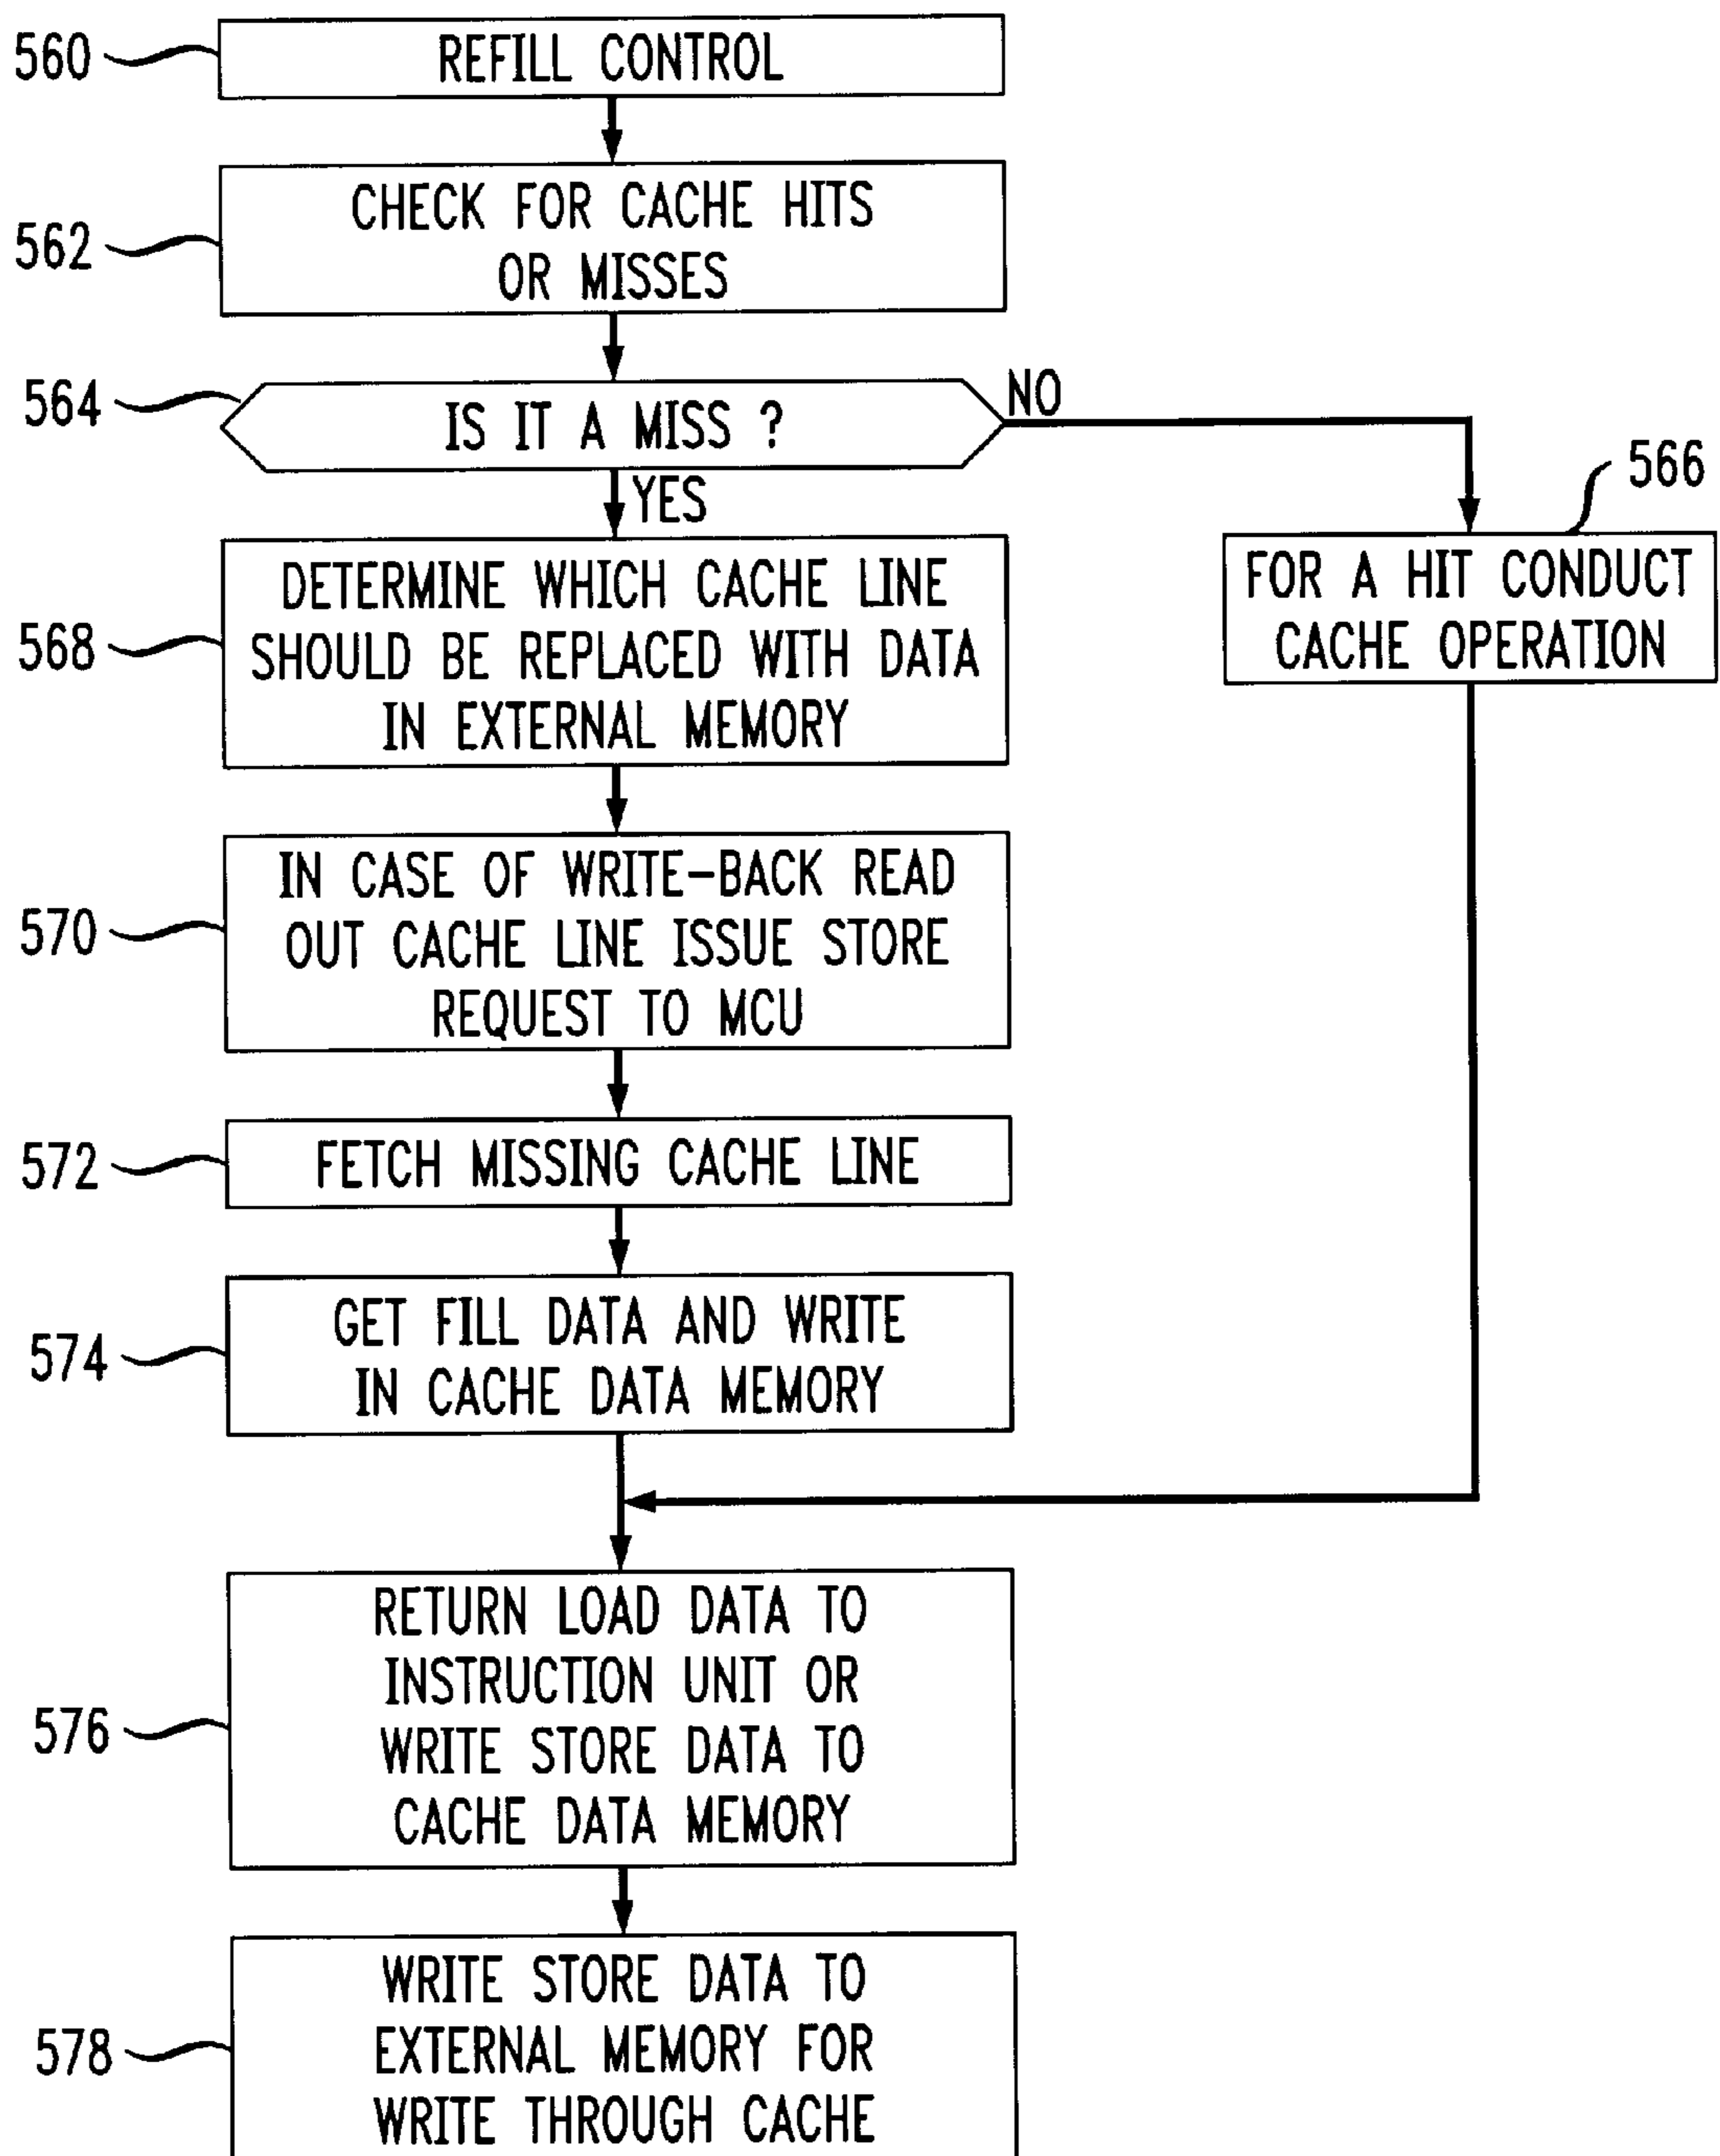 560
REFILL CONTROL
562
CHECK FOR CACHE HITS
OR MISSES
564
IS IT A MISS ?
NO
YES
566
FOR A HIT CONDUCT
CACHE OPERATION
568
DETERMINE WHICH CACHE LINE
SHOULD BE REPLACED WITH DATA
IN EXTERNAL MEMORY
570
IN CASE OF WRITE-BACK READ
OUT CACHE LINE ISSUE STORE
REQUEST TO MCU
572
FETCH MISSING CACHE LINE
574
GET FILL DATA AND WRITE
IN CACHE DATA MEMORY
576
RETURN LOAD DATA TO
INSTRUCTION UNIT OR
WRITE STORE DATA TO
CACHE DATA MEMORY
578
WRITE STORE DATA TO
EXTERNAL MEMORY FOR
WRITE THROUGH CACHE